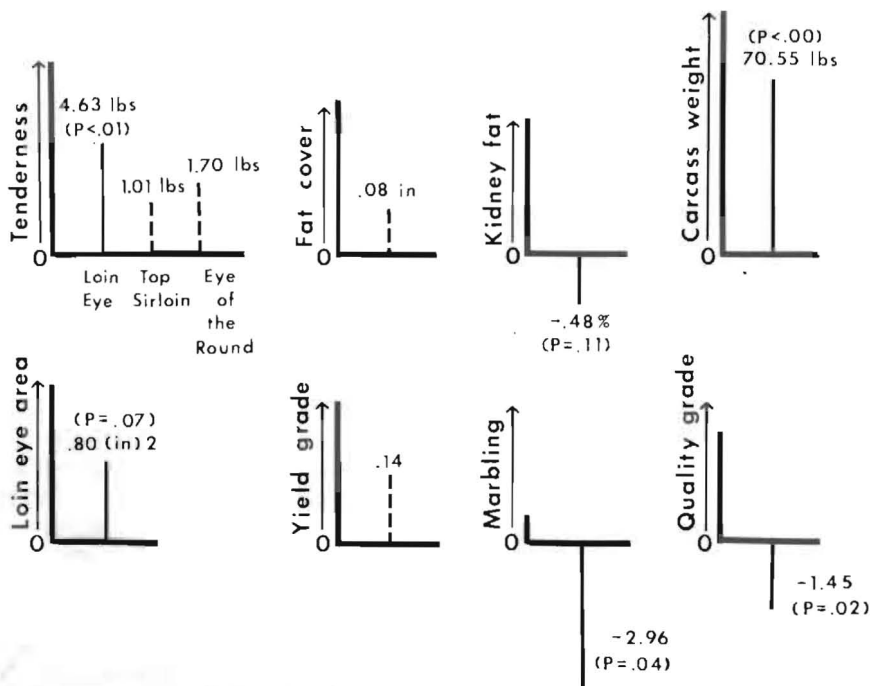 Tenderness
0
4.63 lbs
(P<.01)
1.01 lbs
1.70 lbs
Loin
Eye
Top
Sirloin
Eye
of
the
Round
Fat cover
0
.08 in
Kidney fat
0
-.48%
(P=.11)
Carcass weight
0
(P<.00)
70.55 lbs
Loin eye area
0
(P=.07)
.80 (in) 2
Yield grade
0
.14
Marbling
0
-2.96
(P=.04)
Quality grade
0
-1.45
(P=.02)